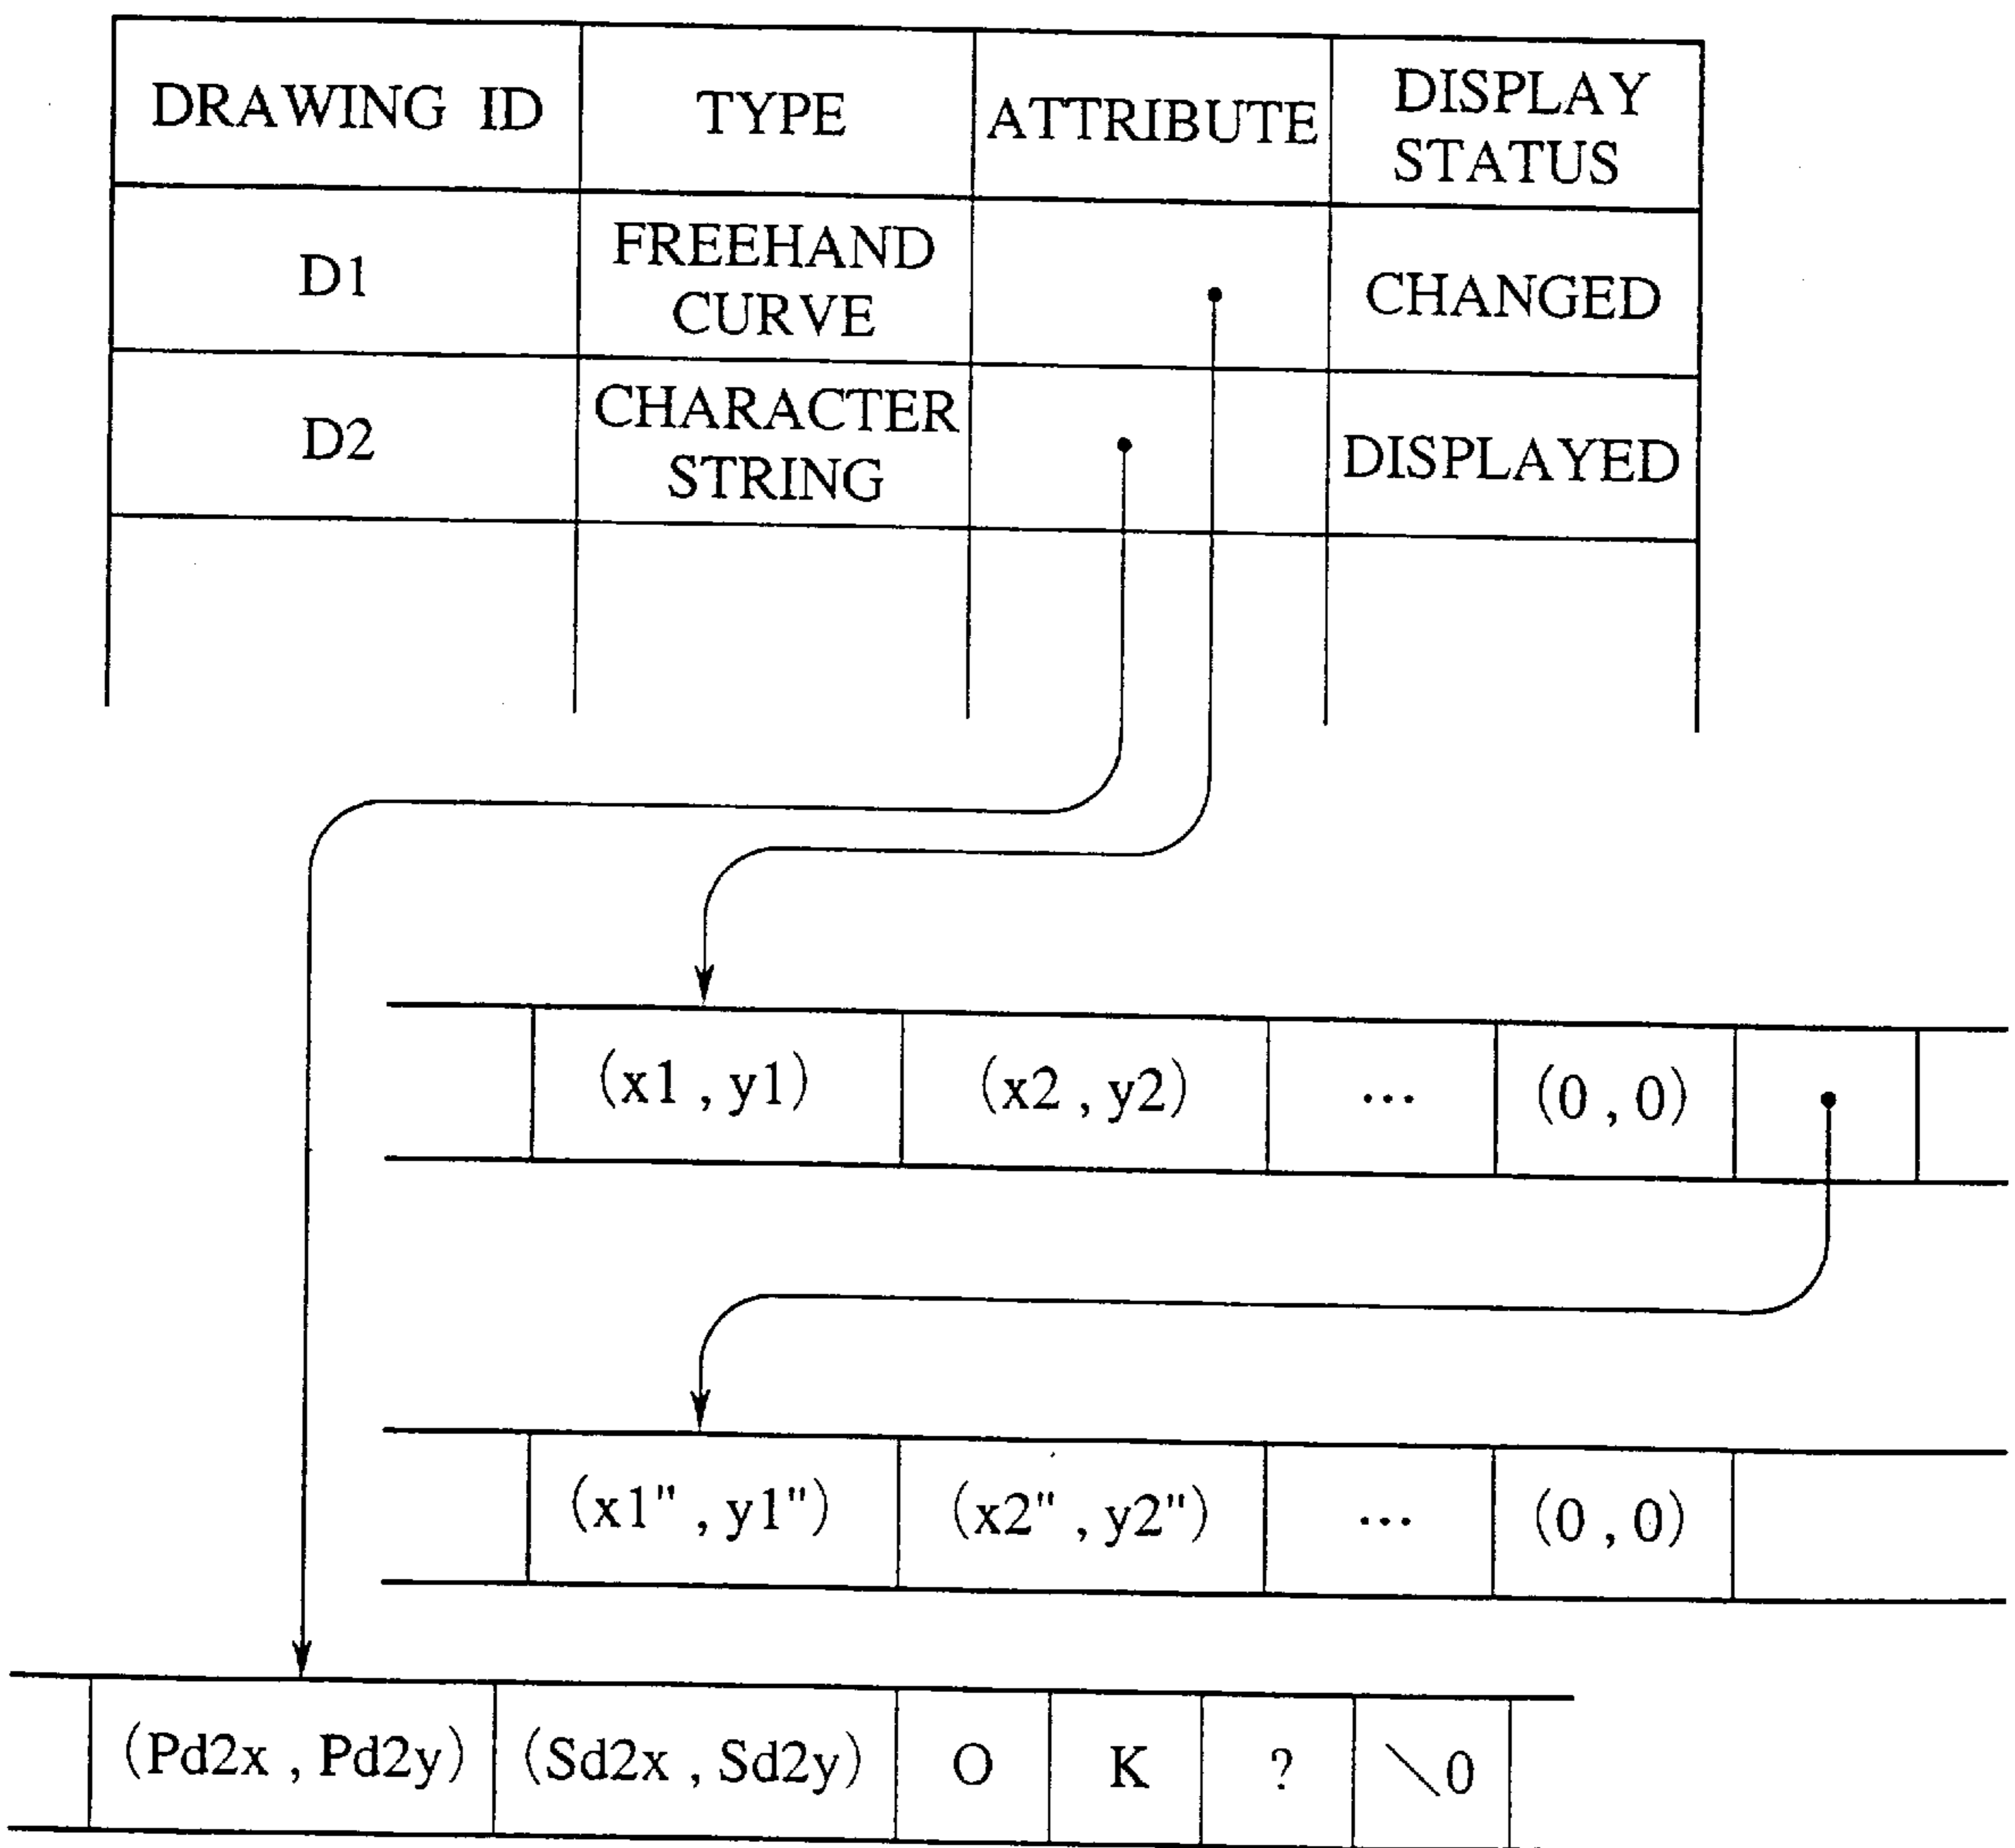 DRAWING ID TYPE ATTRIBUTE DISPLAY STATUS
D1 FREEHAND CURVE CHANGED
D2 CHARACTER STRING DISPLAYED
(x1 , y1) (x2 , y2) ... (0 , 0)
(x1" , y1") (x2" , y2") ... (0 , 0)
(Pd2x , Pd2y) (Sd2x , Sd2y) O K ? \0